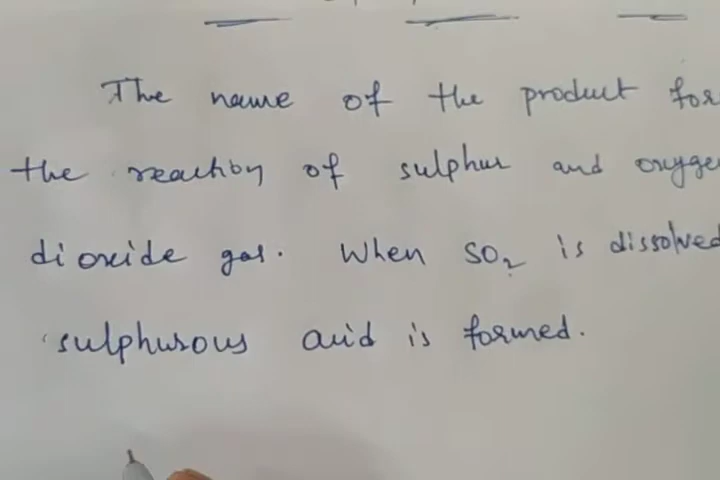 The name of the product for
the reaction of sulphur and oxyge
dioxide gas. When SO₂ is dissolved
sulphurous acid is formed.